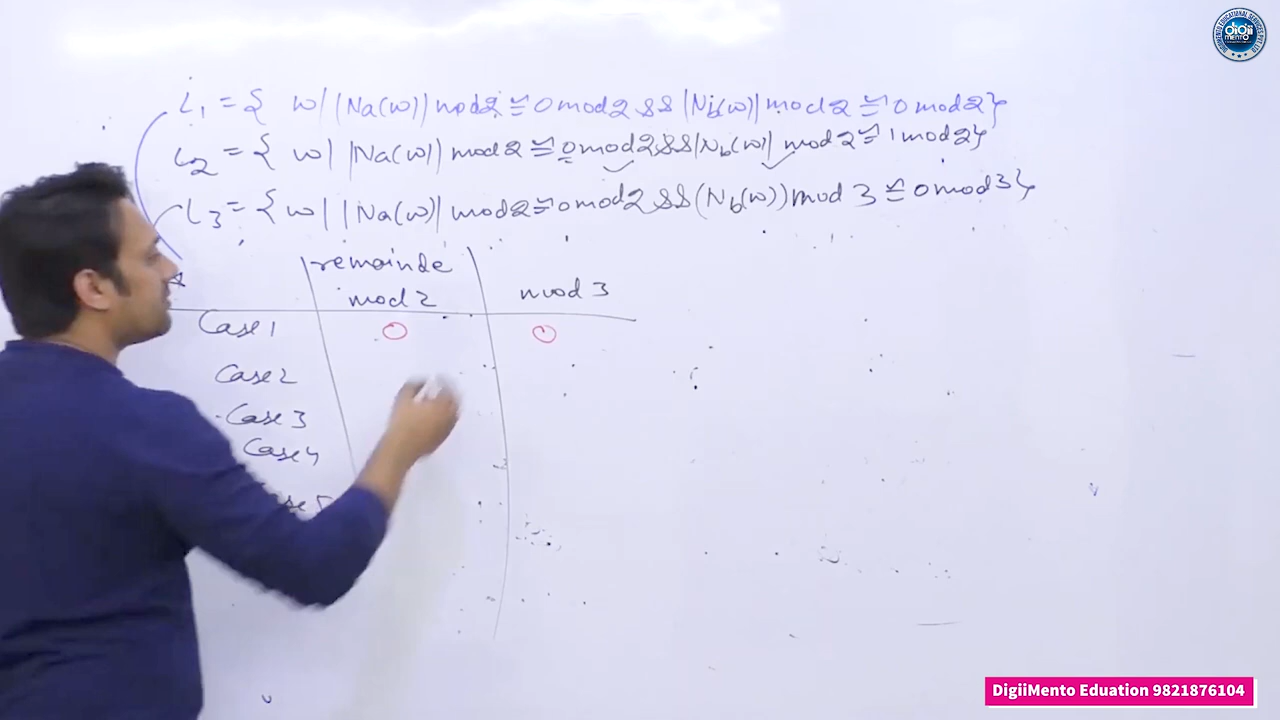 L1 = { w | |Na(w)| mod2 ≅ 0 mod 2 && |Nb(w)| mod 2 ≅ 0 mod 2}
L2 = { w | |Na(w)| mod 2 ≅ 0 mod 2 && |Nb(w)| mod 2 ≅ 1 mod 2}
L3 = { w | |Na(w)| mod 2 ≅ 0 mod 2 && (Nb(w)) mod 3 ≅ 0 mod 3}
remainde
mod 2 mod 3
Case 1 0 0
Case 2
Case 3
Case 4
DigiiMento Eduation 9821876104